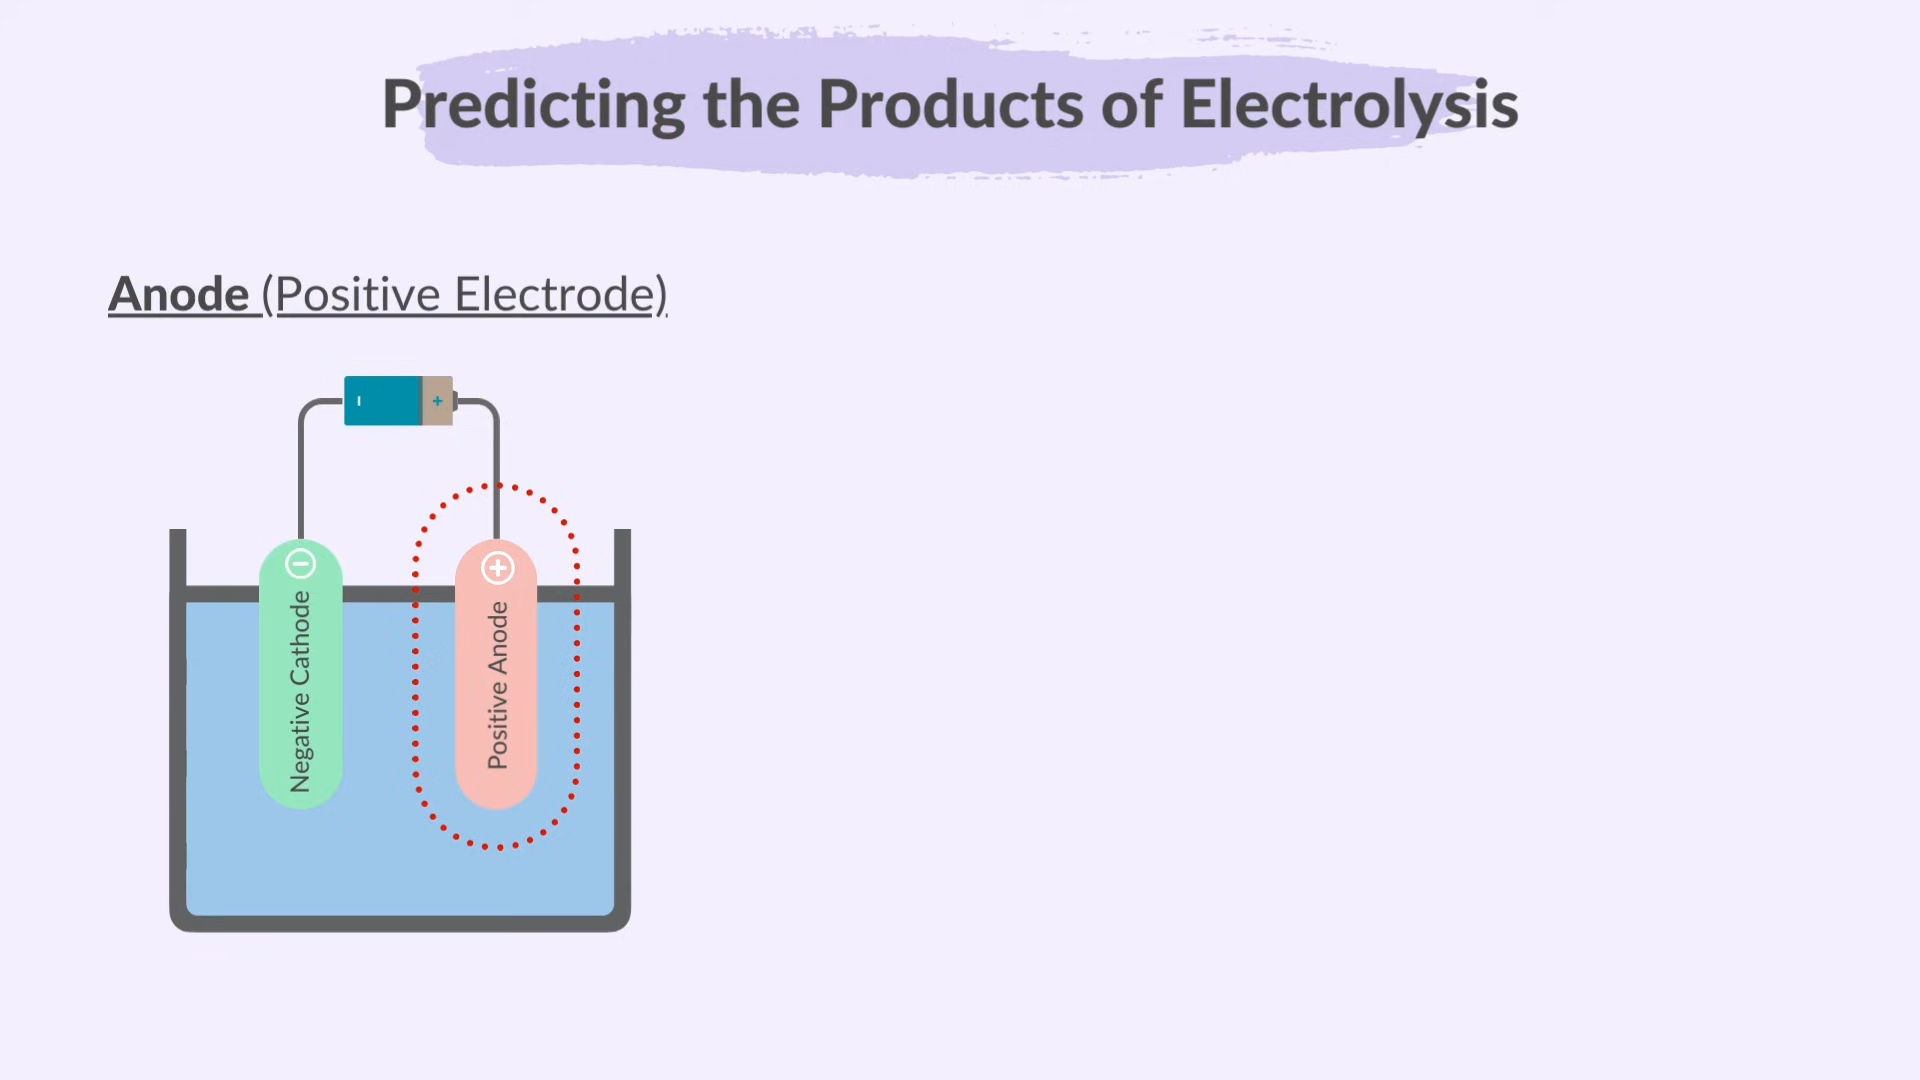 Predicting the Products of Electrolysis
Anode (Positive Electrode)
- +
Negative Cathode
Positive Anode